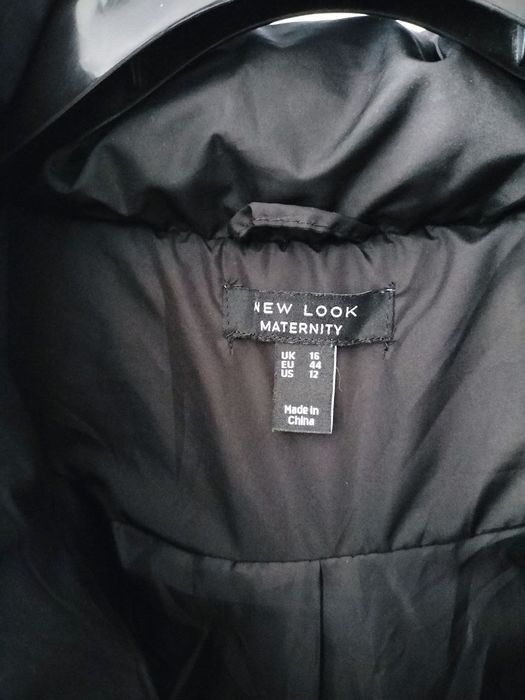 NEW LOOK
MATERNITY
UK 16
EU 44
US 12
Made in
China